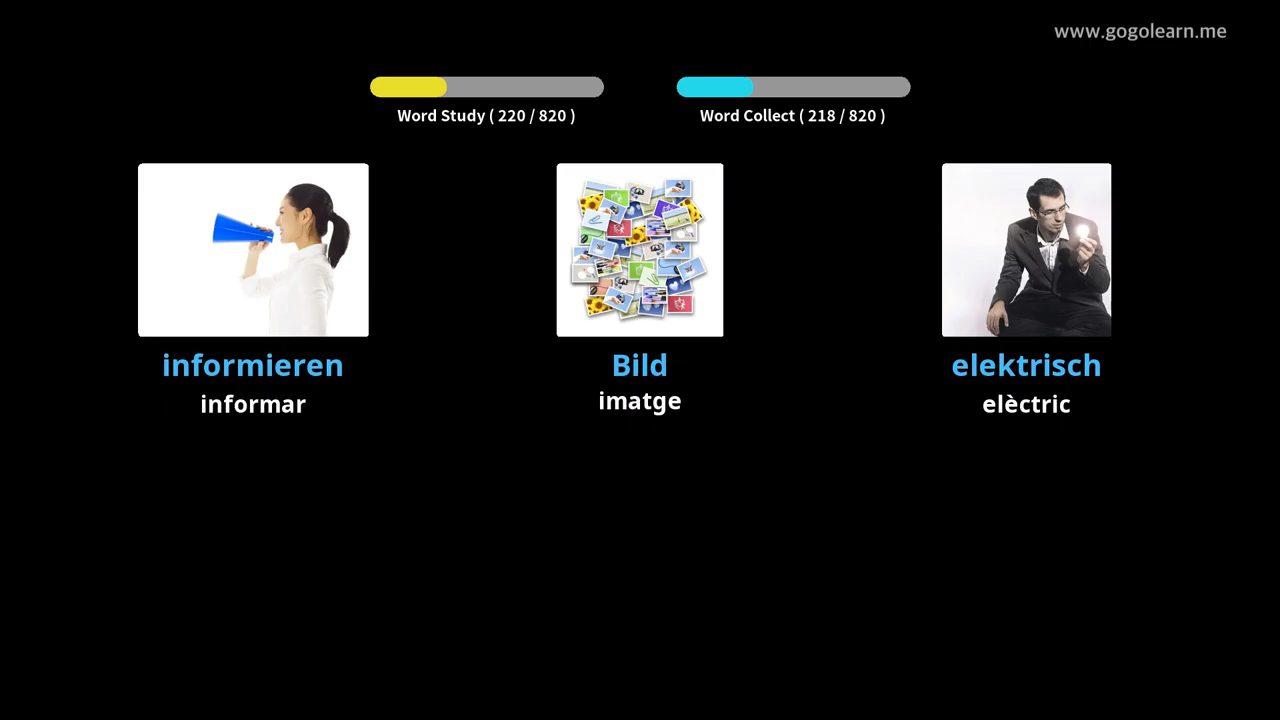 www.gogolearn.me
Word Study ( 220 / 820 )
Word Collect ( 218 / 820 )
informieren
informar
Bild
imatge
elektrisch
elèctric